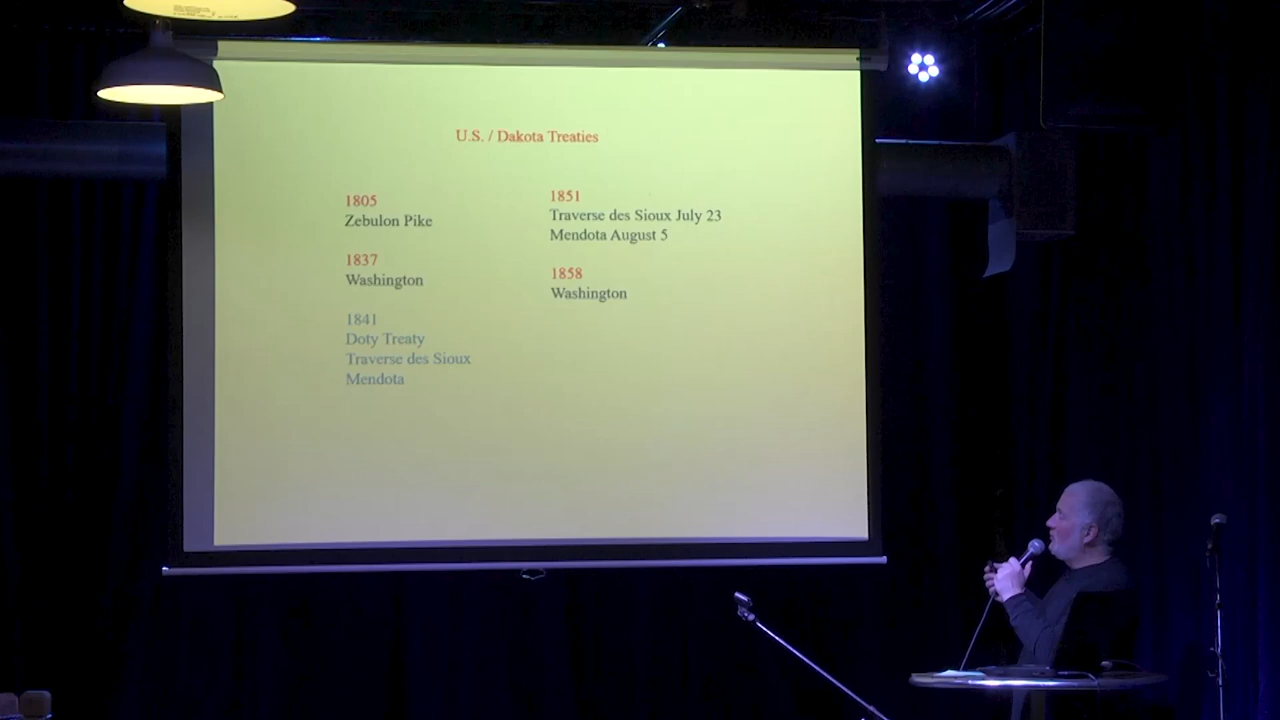 U.S. / Dakota Treaties
1805
Zebulon Pike
1837
Washington
1841
Doty Treaty
Traverse des Sioux
Mendota
1851
Traverse des Sioux July 23
Mendota August 5
1858
Washington